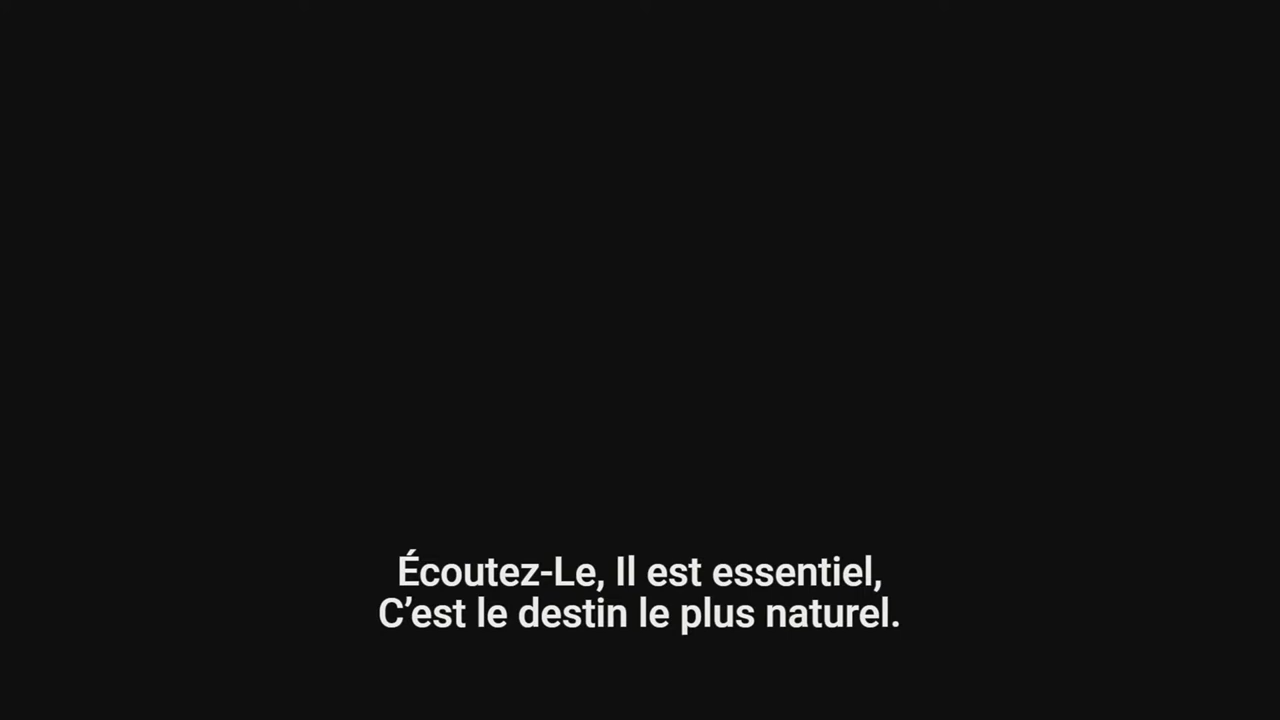 Écoutez-Le, Il est essentiel,
C’est le destin le plus naturel.